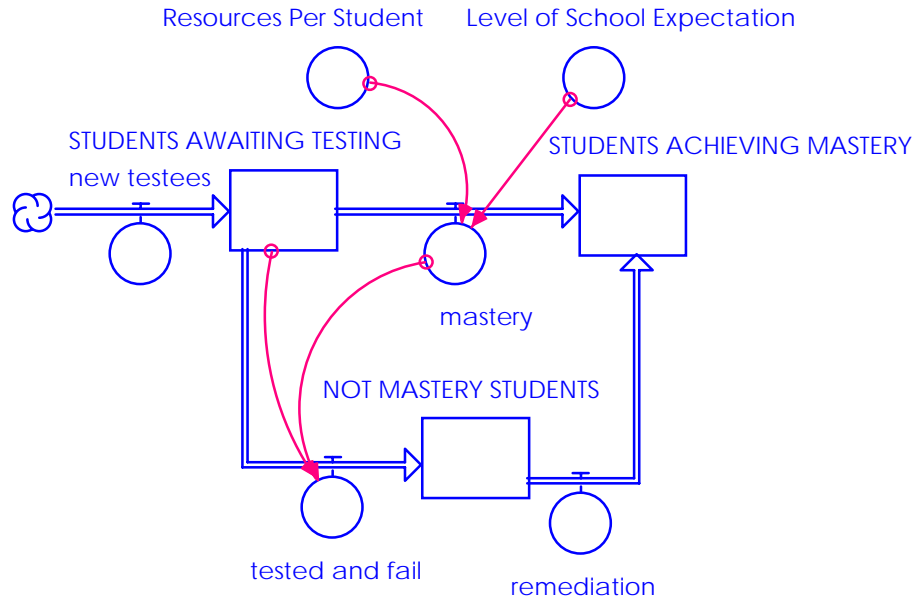 Resources Per Student
Level of School Expectation
STUDENTS AWAITING TESTING
STUDENTS ACHIEVING MASTERY
new testees
mastery
NOT MASTERY STUDENTS
tested and fail
remediation